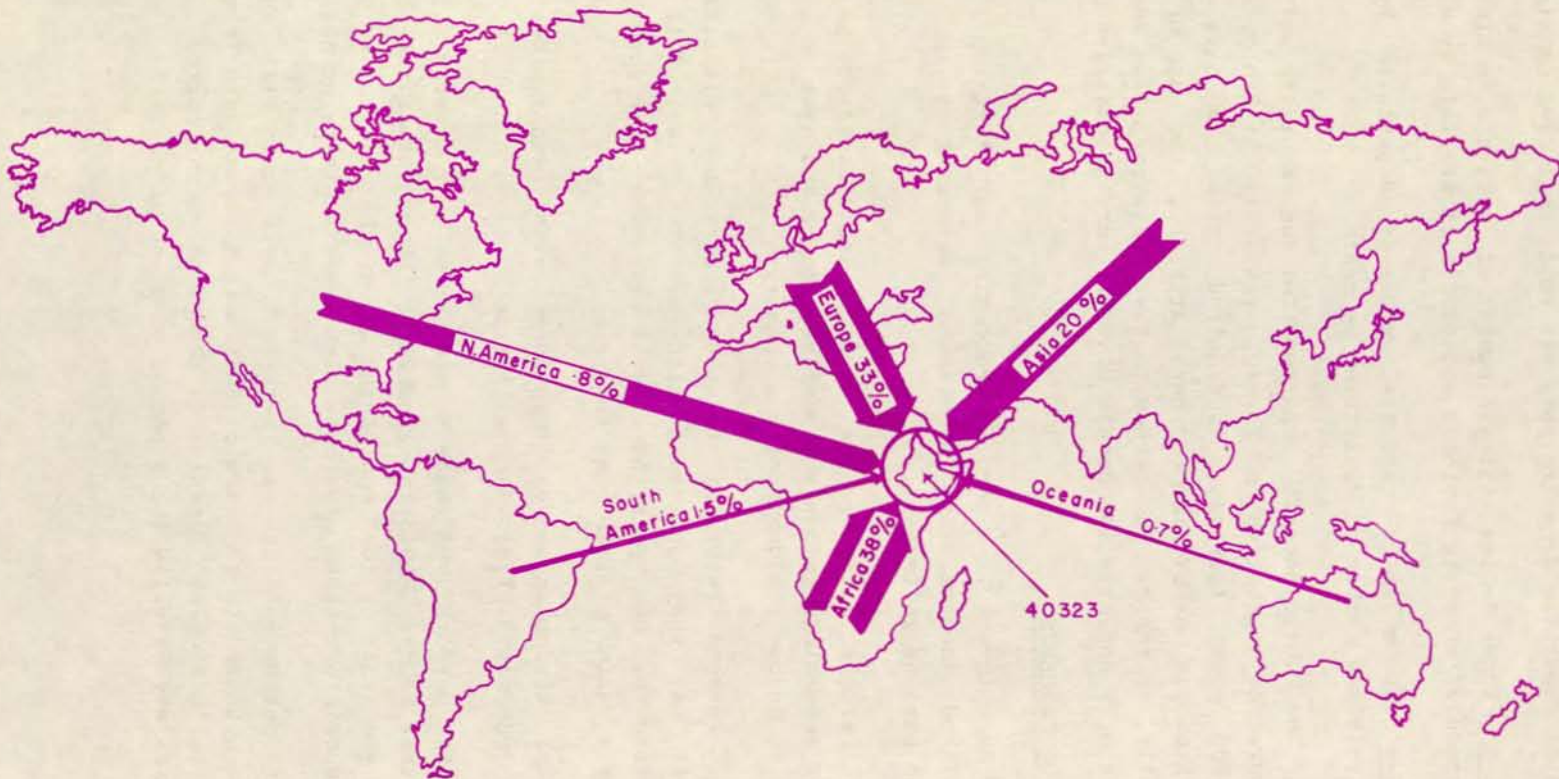 N.America ·8%
Europe 33%
Asia 20%
South
America 1·5%
Africa 38%
Oceania 0·7%
40323